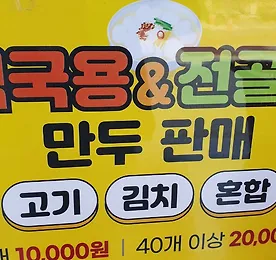 국용&전골
만두 판매
고기 김치 혼합
10,000원 | 40개 이상 20,00